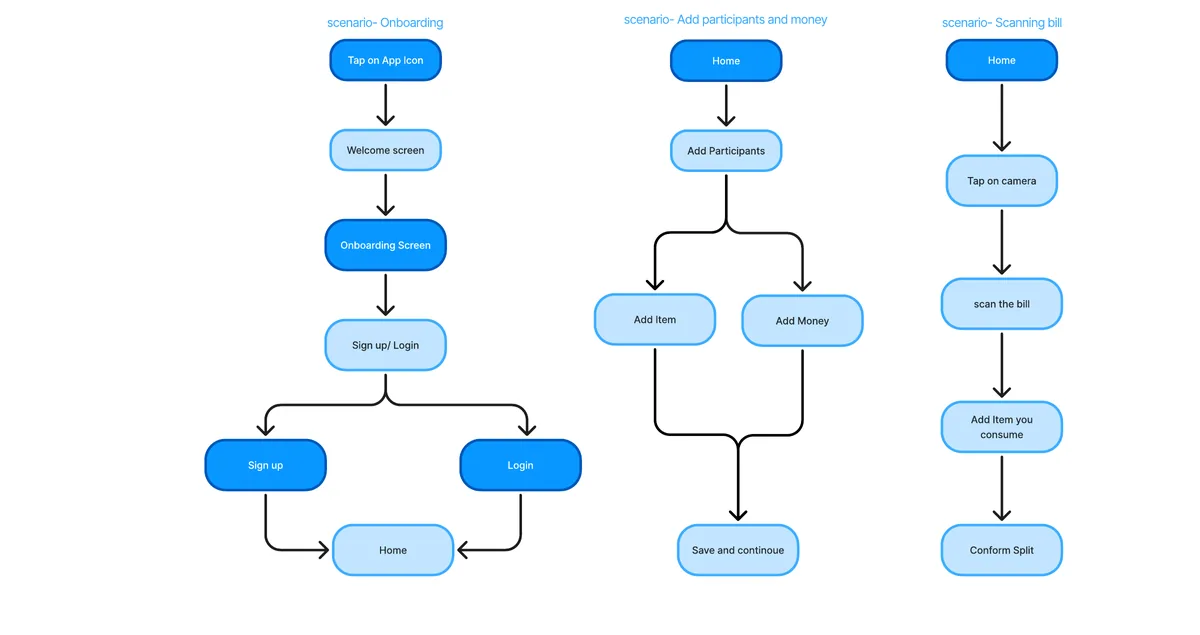 scenario- Onboarding
Tap on App Icon
Welcome screen
Onboarding Screen
Sign up/ Login
Sign up
Login
Home
scenario- Add participants and money
Home
Add Participants
Add Item
Add Money
Save and continoue
scenario- Scanning bill
Home
Tap on camera
scan the bill
Add Item you
consume
Conform Split